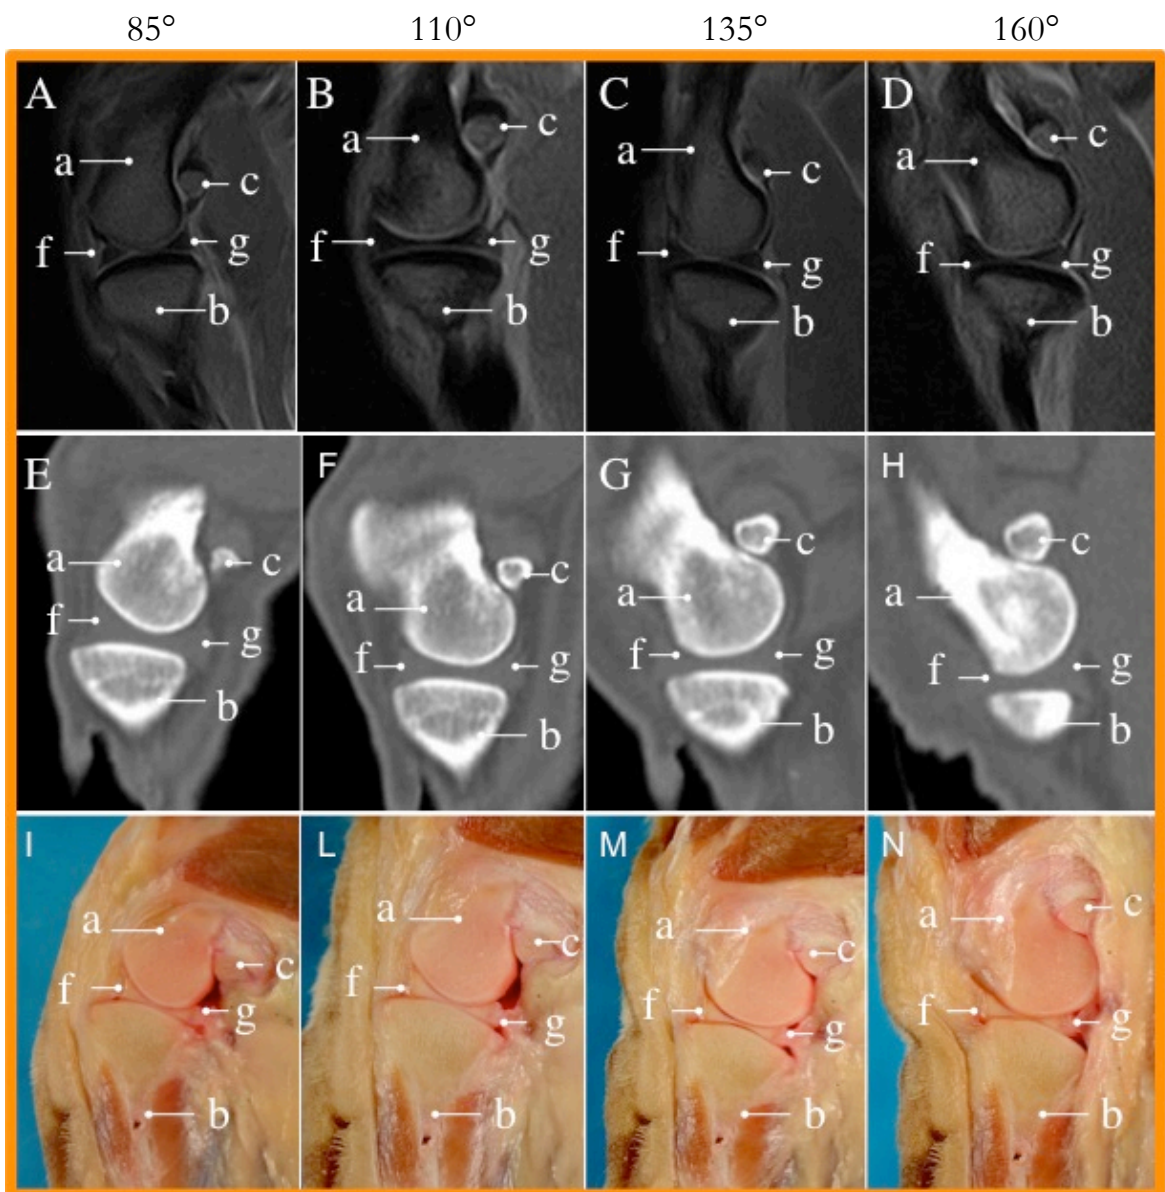 85° 110° 135° 160°
A B C D
c
a a a c c
a
c
f f f f g
g g g
b b b b
E F G H
c
a c c
a a a
f g
f g f g f g
b b b b
I L M N
a a a a c
c c c
f f f f g
g g g
b b b b